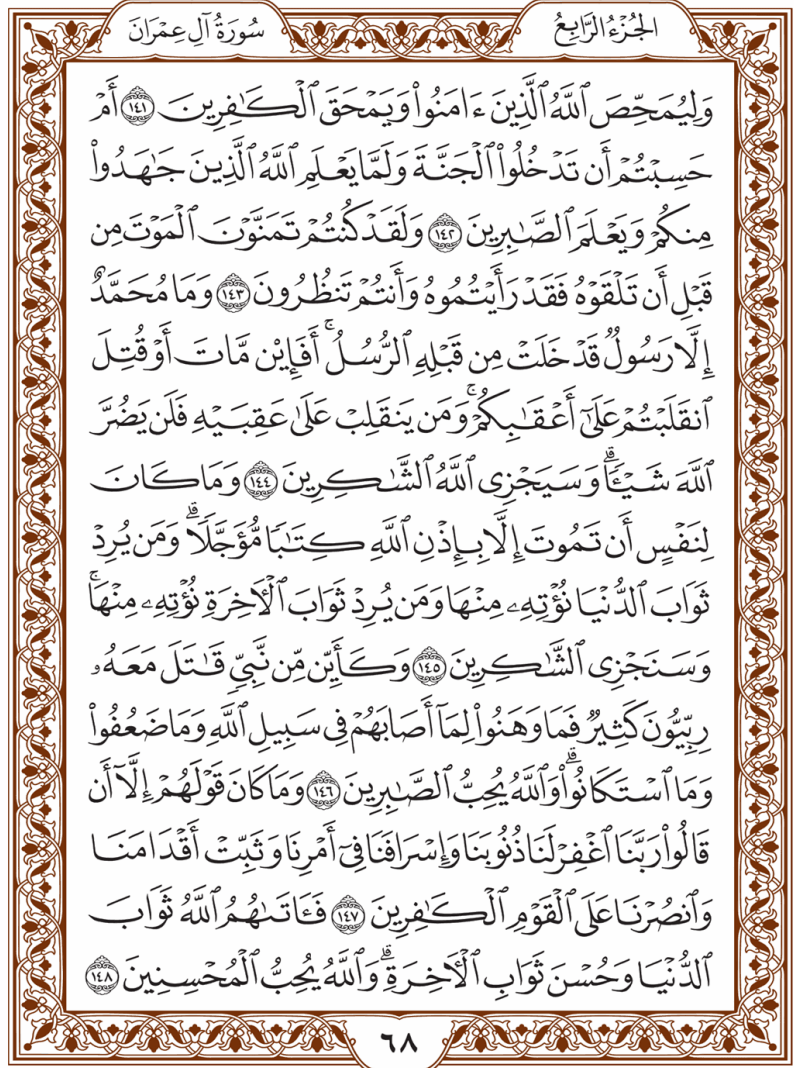 الجُزْءُ الرَّابِعُ
سُورَةُ آلِ عِمْرَانَ
وَلِيُمَحِّصَ ٱللَّهُ ٱلَّذِينَ ءَامَنُوا۟ وَيَمْحَقَ ٱلْكَـٰفِرِينَ ١٤١ أَمْ
حَسِبْتُمْ أَن تَدْخُلُوا۟ ٱلْجَنَّةَ وَلَمَّا يَعْلَمِ ٱللَّهُ ٱلَّذِينَ جَـٰهَدُوا۟
مِنكُمْ وَيَعْلَمَ ٱلصَّـٰبِرِينَ ١٤٢ وَلَقَدْ كُنتُمْ تَمَنَّوْنَ ٱلْمَوْتَ مِن
قَبْلِ أَن تَلْقَوْهُ فَقَدْ رَأَيْتُمُوهُ وَأَنتُمْ تَنظُرُونَ ١٤٣ وَمَا مُحَمَّدٌ
إِلَّا رَسُولٌ قَدْ خَلَتْ مِن قَبْلِهِ ٱلرُّسُلُ ۚ أَفَإِي۟ن مَّاتَ أَوْ قُتِلَ
ٱنقَلَبْتُمْ عَلَىٰٓ أَعْقَـٰبِكُمْ ۚ وَمَن يَنقَلِبْ عَلَىٰ عَقِبَيْهِ فَلَن يَضُرَّ
ٱللَّهَ شَيْـًٔا ۗ وَسَيَجْزِى ٱللَّهُ ٱلشَّـٰكِرِينَ ١٤٤ وَمَا كَانَ
لِنَفْسٍ أَن تَمُوتَ إِلَّا بِإِذْنِ ٱللَّهِ كِتَـٰبًا مُّؤَجَّلًا ۗ وَمَن يُرِدْ
ثَوَابَ ٱلدُّنْيَا نُؤْتِهِۦ مِنْهَا وَمَن يُرِدْ ثَوَابَ ٱلْـَٔاخِرَةِ نُؤْتِهِۦ مِنْهَا ۚ
وَسَنَجْزِى ٱلشَّـٰكِرِينَ ١٤٥ وَكَأَيِّن مِّن نَّبِىٍّ قَـٰتَلَ مَعَهُۥ
رِبِّيُّونَ كَثِيرٌ فَمَا وَهَنُوا۟ لِمَآ أَصَابَهُمْ فِى سَبِيلِ ٱللَّهِ وَمَا ضَعُفُوا۟
وَمَا ٱسْتَكَانُوا۟ ۗ وَٱللَّهُ يُحِبُّ ٱلصَّـٰبِرِينَ ١٤٦ وَمَا كَانَ قَوْلَهُمْ إِلَّآ أَن
قَالُوا۟ رَبَّنَا ٱغْفِرْ لَنَا ذُنُوبَنَا وَإِسْرَافَنَا فِىٓ أَمْرِنَا وَثَبِّتْ أَقْدَامَنَا
وَٱنصُرْنَا عَلَى ٱلْقَوْمِ ٱلْكَـٰفِرِينَ ١٤٧ فَـَٔاتَىٰهُمُ ٱللَّهُ ثَوَابَ
ٱلدُّنْيَا وَحُسْنَ ثَوَابِ ٱلْـَٔاخِرَةِ ۗ وَٱللَّهُ يُحِبُّ ٱلْمُحْسِنِينَ ١٤٨
٦٨